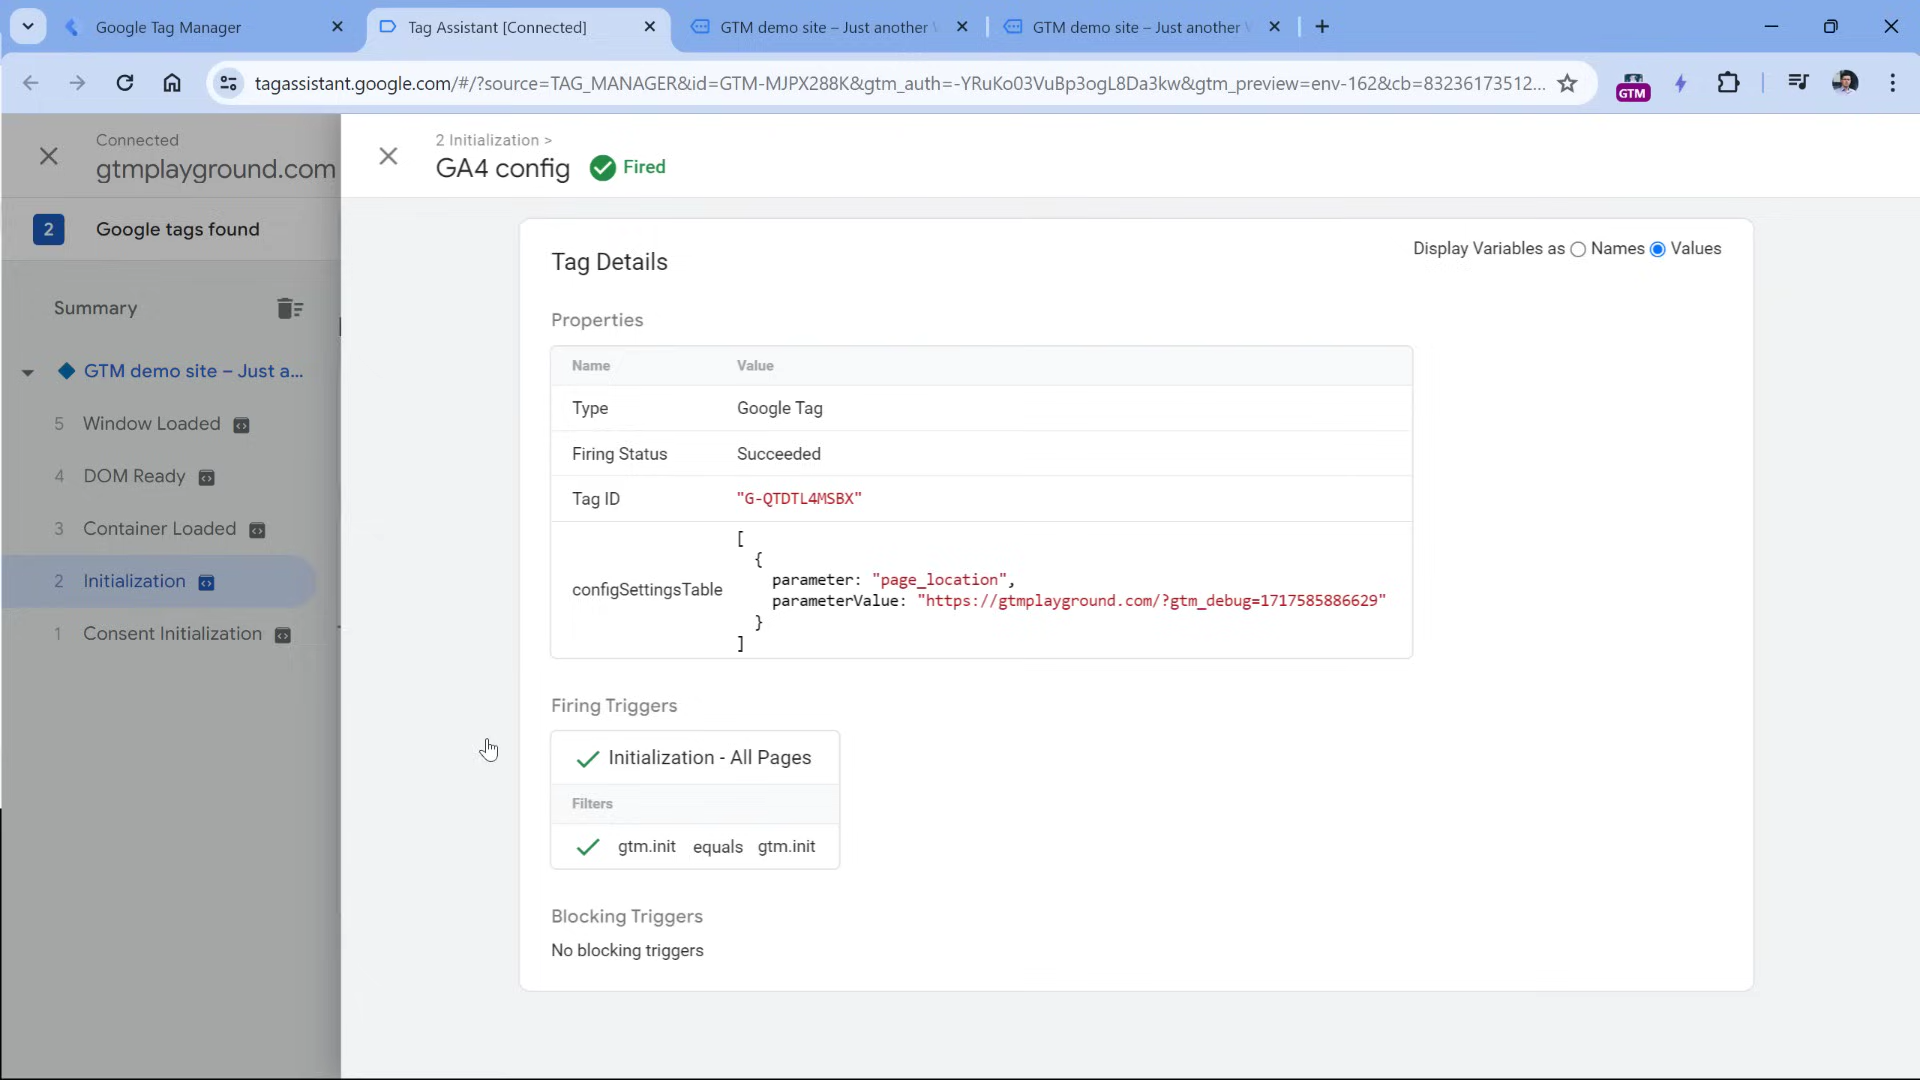 Google Tag Manager
Tag Assistant [Connected]
GTM demo site – Just another
GTM demo site – Just another
tagassistant.google.com/#/?source=TAG_MANAGER&id=GTM-MJPX288K&gtm_auth=-YRuKo03VuBp3ogL8Da3kw&gtm_preview=env-162&cb=83236173512...
GTM
Connected
gtmplayground.com
2 Google tags found
Summary
GTM demo site – Just a...
5 Window Loaded
4 DOM Ready
3 Container Loaded
2 Initialization
1 Consent Initialization
2 Initialization >
GA4 config Fired
Tag Details
Display Variables as Names Values
Properties
Name Value
Type Google Tag
Firing Status Succeeded
Tag ID "G-QTDTL4MSBX"
configSettingsTable
[
{
parameter: "page_location",
parameterValue: "https://gtmplayground.com/?gtm_debug=1717585886629"
}
]
Firing Triggers
Initialization - All Pages
Filters
gtm.init equals gtm.init
Blocking Triggers
No blocking triggers